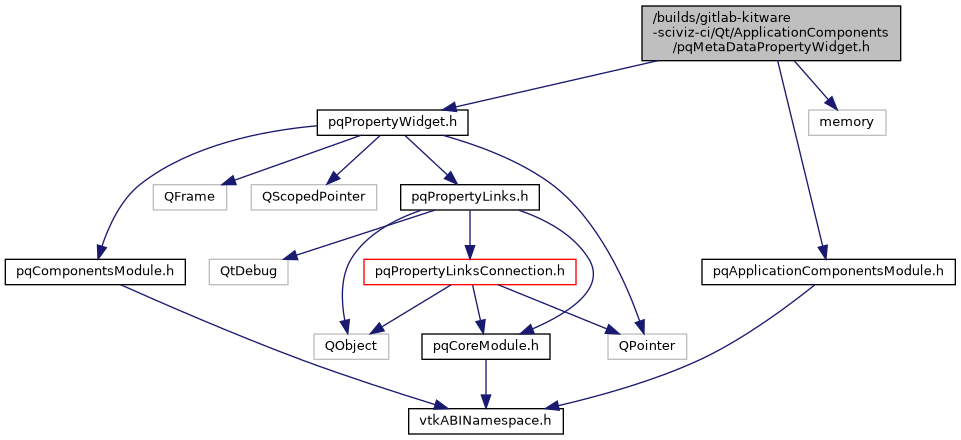 /builds/gitlab-kitware
-sciviz-ci/Qt/ApplicationComponents
/pqMetaDataPropertyWidget.h
pqPropertyWidget.h
memory
QFrame
QScopedPointer
pqPropertyLinks.h
pqComponentsModule.h
QtDebug
pqPropertyLinksConnection.h
pqApplicationComponentsModule.h
QObject
pqCoreModule.h
QPointer
vtkABINamespace.h